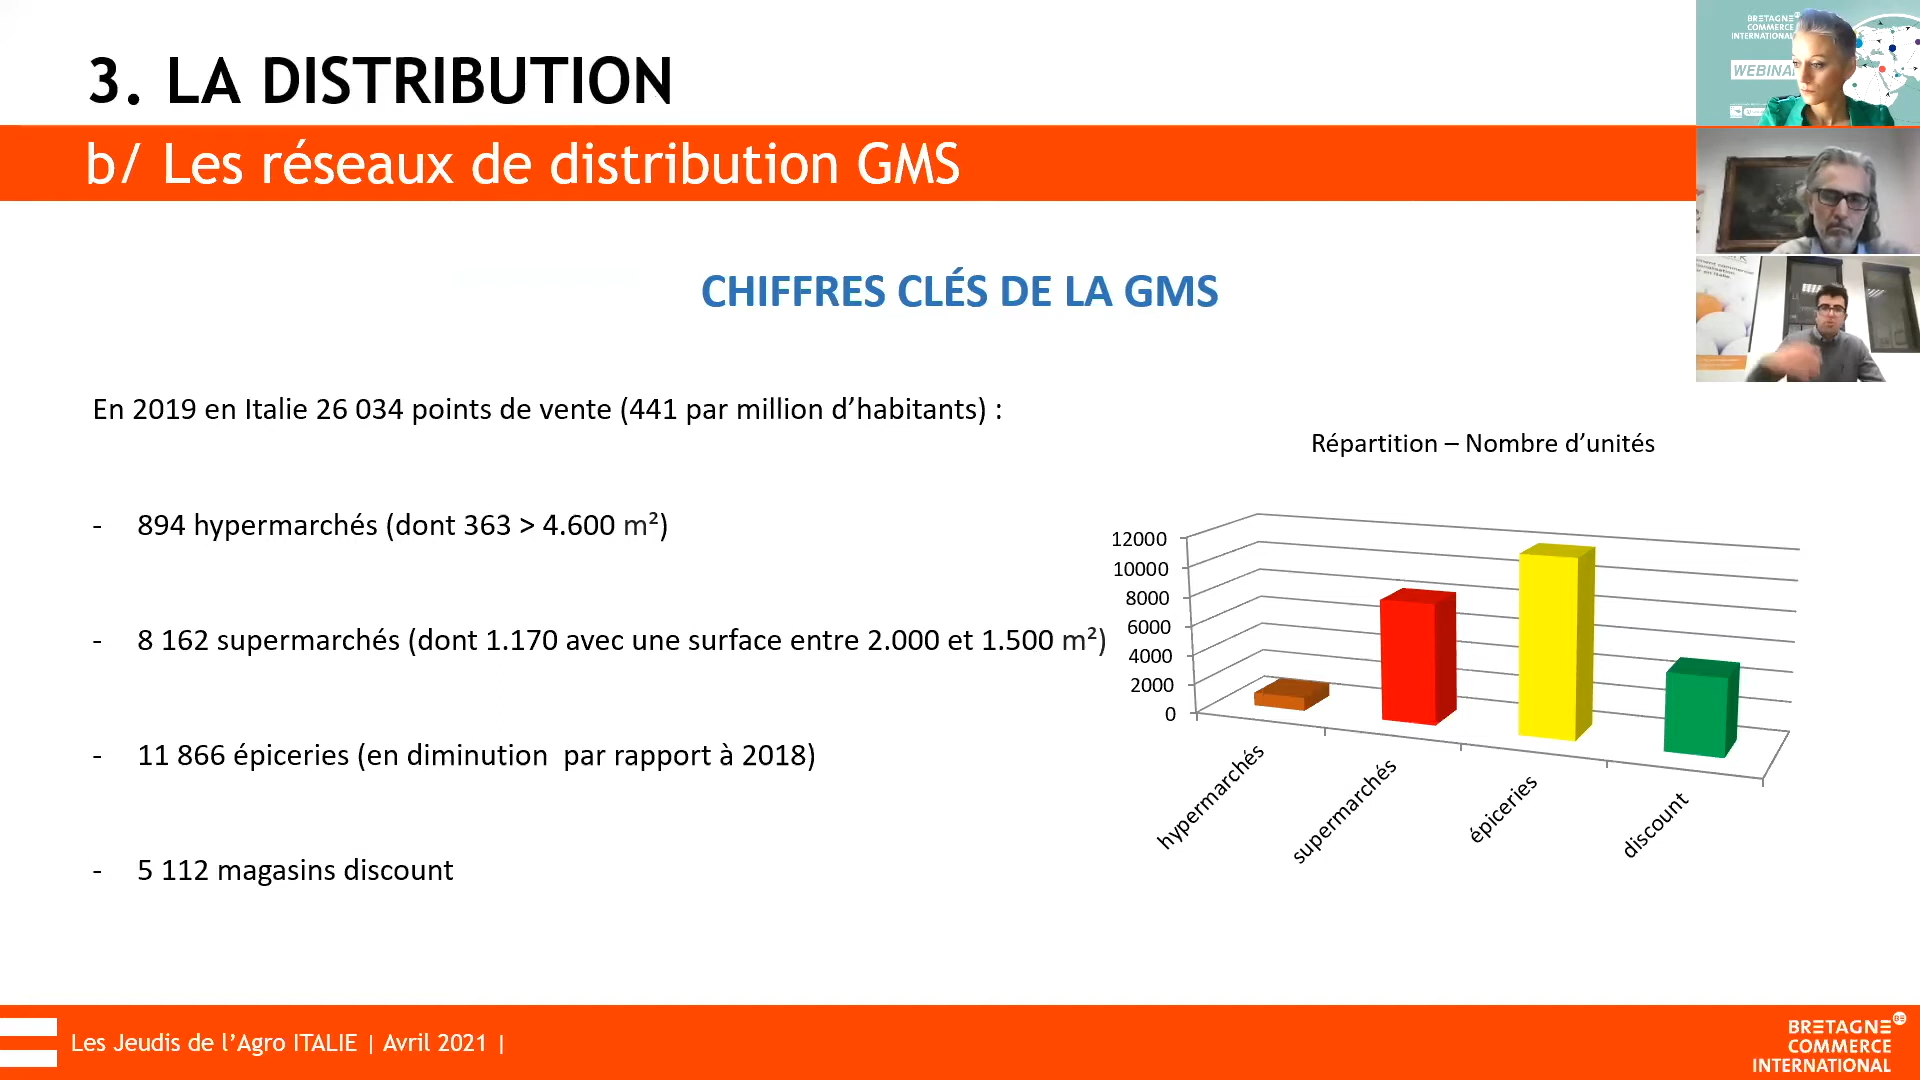 3. LA DISTRIBUTION
b/ Les réseaux de distribution GMS
BRETAGNE
COMMERCE
INTERNATIONAL
CHIFFRES CLÉS DE LA GMS
En 2019 en Italie 26 034 points de vente (441 par million d’habitants) :
- 894 hypermarchés (dont 363 > 4.600 m²)
- 8 162 supermarchés (dont 1.170 avec une surface entre 2.000 et 1.500 m²)
- 11 866 épiceries (en diminution  par rapport à 2018)
- 5 112 magasins discount
Répartition – Nombre d’unités
12000
10000
8000
6000
4000
2000
0
hypermarchés
supermarchés
épiceries
discount
Les Jeudis de l’Agro ITALIE | Avril 2021 |
BRETAGNE
COMMERCE
INTERNATIONAL